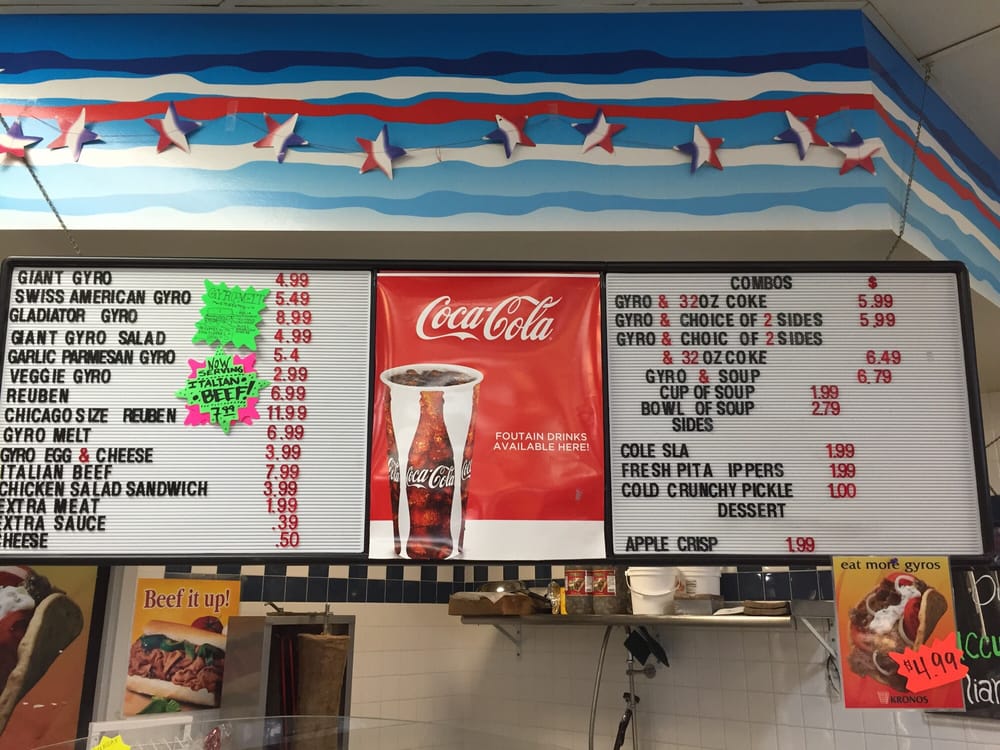 GIANT GYRO 4.99
SWISS AMERICAN GYRO 5.49
GLADIATOR GYRO 8.99
GIANT GYRO SALAD 4.99
GARLIC PARMESAN GYRO 5.4
VEGGIE GYRO 2.99
REUBEN 6.99
CHICAGO SIZE REUBEN 11.99
GYRO MELT 6.99
GYRO EGG & CHEESE 3.99
ITALIAN BEEF 7.99
CHICKEN SALAD SANDWICH 3.99
EXTRA MEAT 1.99
EXTRA SAUCE .39
HEESE .50
GYRO MELT
NOW
SERVING
ITALIAN
BEEF!
7.99
Coca-Cola
Coca-Cola
FOUTAIN DRINKS
AVAILABLE HERE!
COMBOS $
GYRO & 32OZ COKE 5.99
GYRO & CHOICE OF 2 SIDES 5,99
GYRO & CHOIC OF 2 SIDES
& 32 OZ COKE 6.49
GYRO & SOUP 6.79
CUP OF SOUP 1.99
BOWL OF SOUP 2.79
SIDES
COLE SLA 1.99
FRESH PITA IPPERS 1.99
COLD CRUNCHY PICKLE 1.00
DESSERT
APPLE CRISP 1.99
Beef it up!
eat more gyros
$4.99
KRONOS